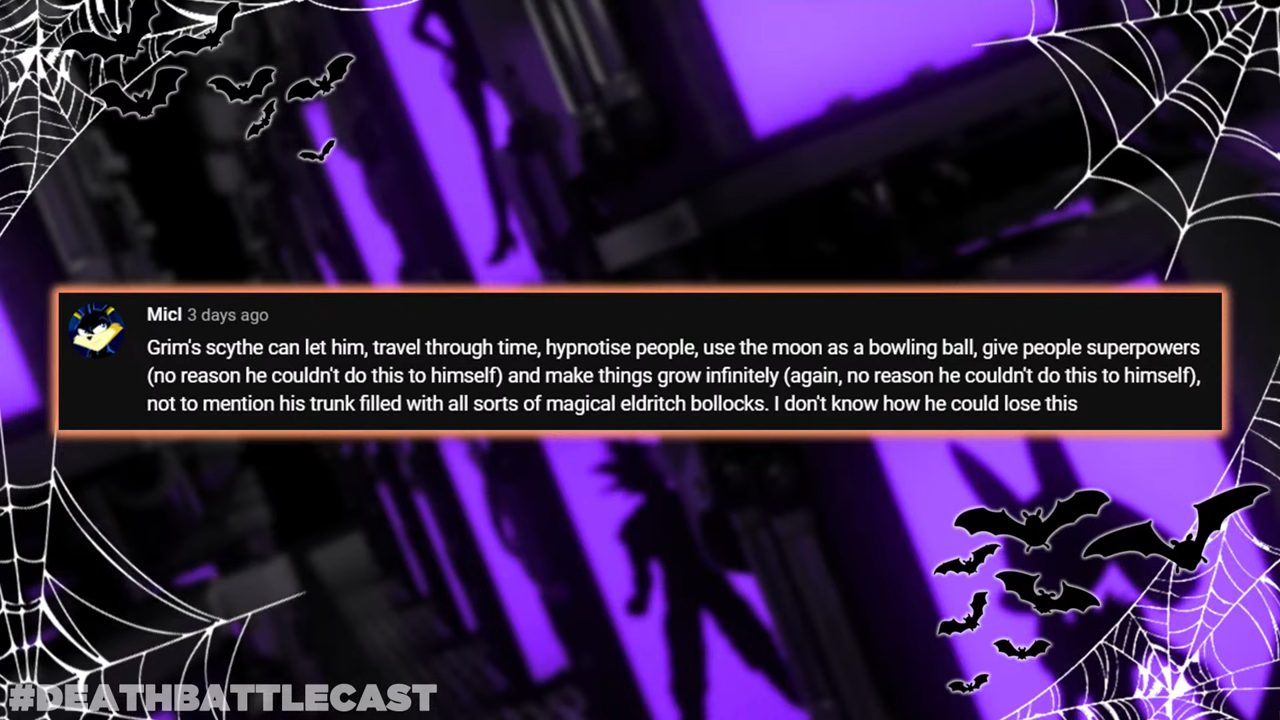 Micl 3 days ago
Grim's scythe can let him, travel through time, hypnotise people, use the moon as a bowling ball, give people superpowers
(no reason he couldn't do this to himself) and make things grow infinitely (again, no reason he couldn't do this to himself),
not to mention his trunk filled with all sorts of magical eldritch bollocks. I don't know how he could lose this
#DEATHBATTLECAST